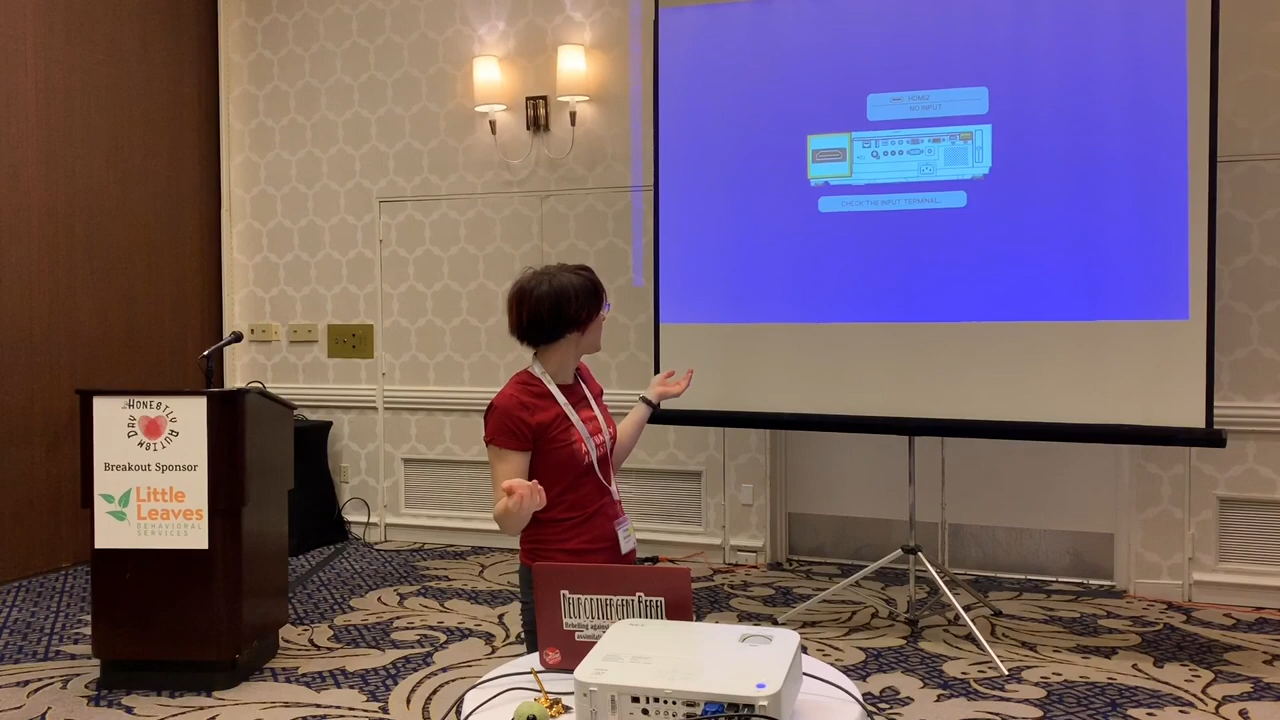 HDMI2
NO INPUT
CHECK THE INPUT TERMINAL.
HONESTLY AUTISM DAY
Breakout Sponsor
Little
Leaves
BEHAVIORAL
SERVICES
NEURODIVERGENT REBEL
Rebelling against
NEC